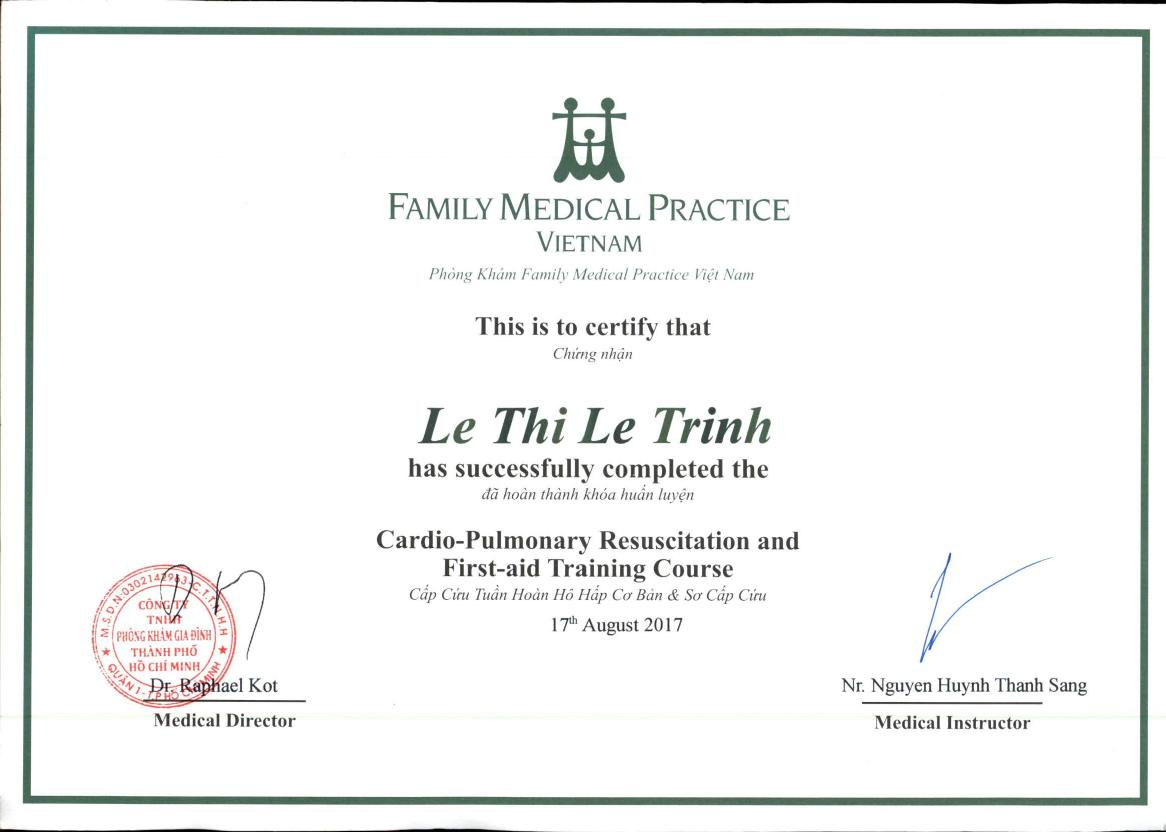 FAMILY MEDICAL PRACTICE
VIETNAM
Phòng Khám Family Medical Practice Việt Nam
This is to certify that
Chứng nhận
Le Thi Le Trinh
has successfully completed the
đã hoàn thành khóa huấn luyện
Cardio-Pulmonary Resuscitation and
First-aid Training Course
Cấp Cứu Tuần Hoàn Hô Hấp Cơ Bản & Sơ Cấp Cứu
17th August 2017
M.S.D.N:0302142963-C.T.T.N.H.H
CÔNG TY
TNHH
PHÒNG KHÁM GIA ĐÌNH
THÀNH PHỐ
HỒ CHÍ MINH
QUẬN 1-T.P HỒ CHÍ MINH
Dr. Raphael Kot
Medical Director
Nr. Nguyen Huynh Thanh Sang
Medical Instructor